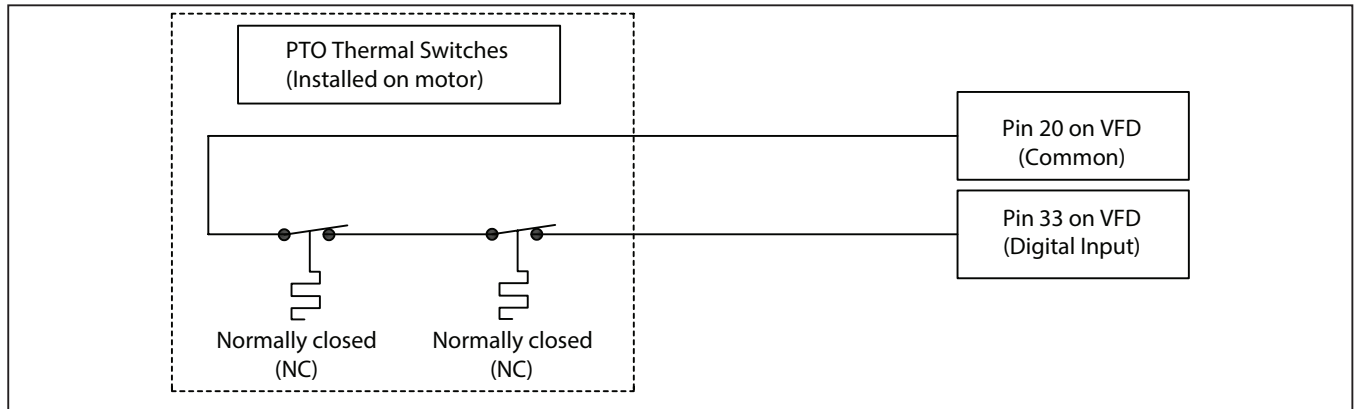 PTO Thermal Switches
(Installed on motor)
Pin 20 on VFD
(Common)
Pin 33 on VFD
(Digital Input)
Normally closed
(NC)
Normally closed
(NC)